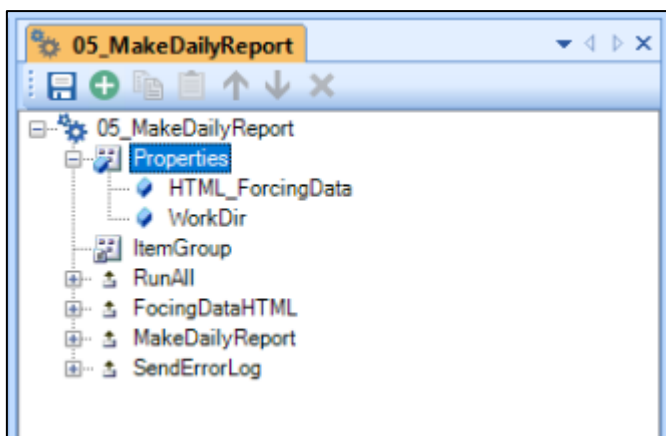 05_MakeDailyReport
05_MakeDailyReport
Properties
HTML_ForcingData
WorkDir
ItemGroup
RunAll
FocingDataHTML
MakeDailyReport
SendErrorLog